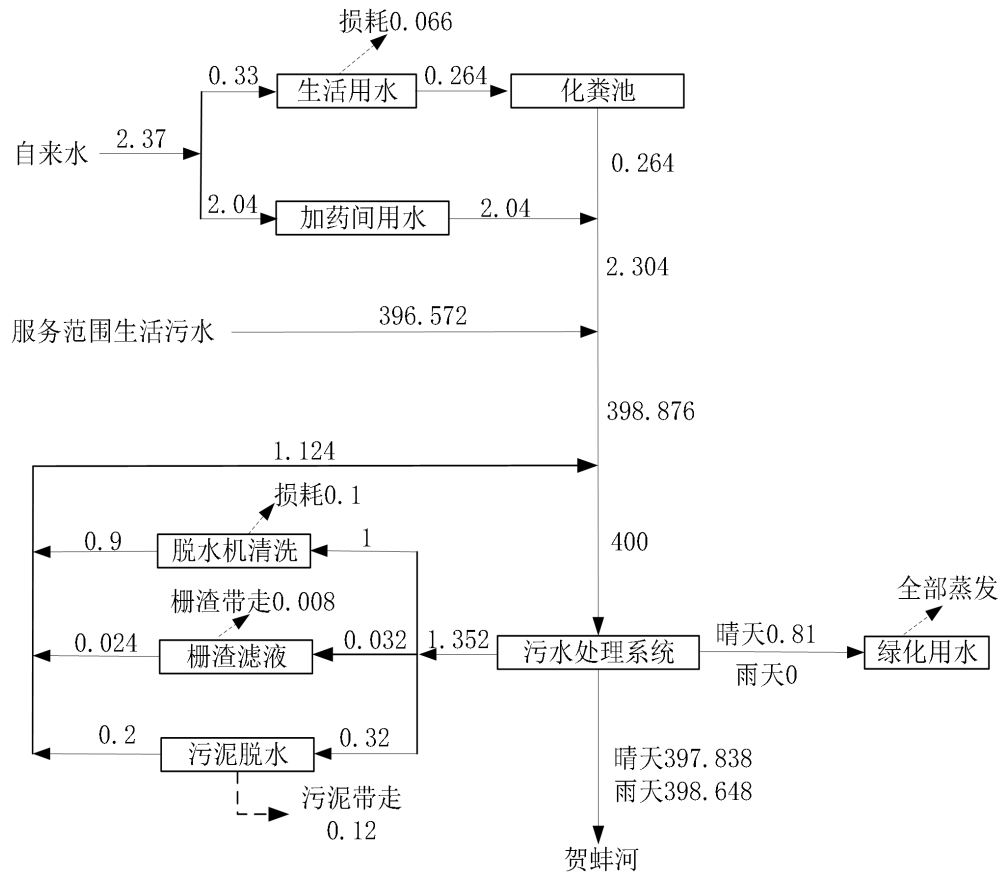 损耗0.066
0.33
生活用水
0.264
化粪池
自来水
2.37
0.264
2.04
加药间用水
2.04
2.304
396.572
服务范围生活污水
398.876
1.124
损耗0.1
0.9
脱水机清洗
1
400
栅渣带走0.008
全部蒸发
0.024
栅渣滤液
0.032
1.352
污水处理系统
晴天0.81
雨天0
绿化用水
0.2
污泥脱水
0.32
晴天397.838
雨天398.648
污泥带走
0.12
贺蚌河